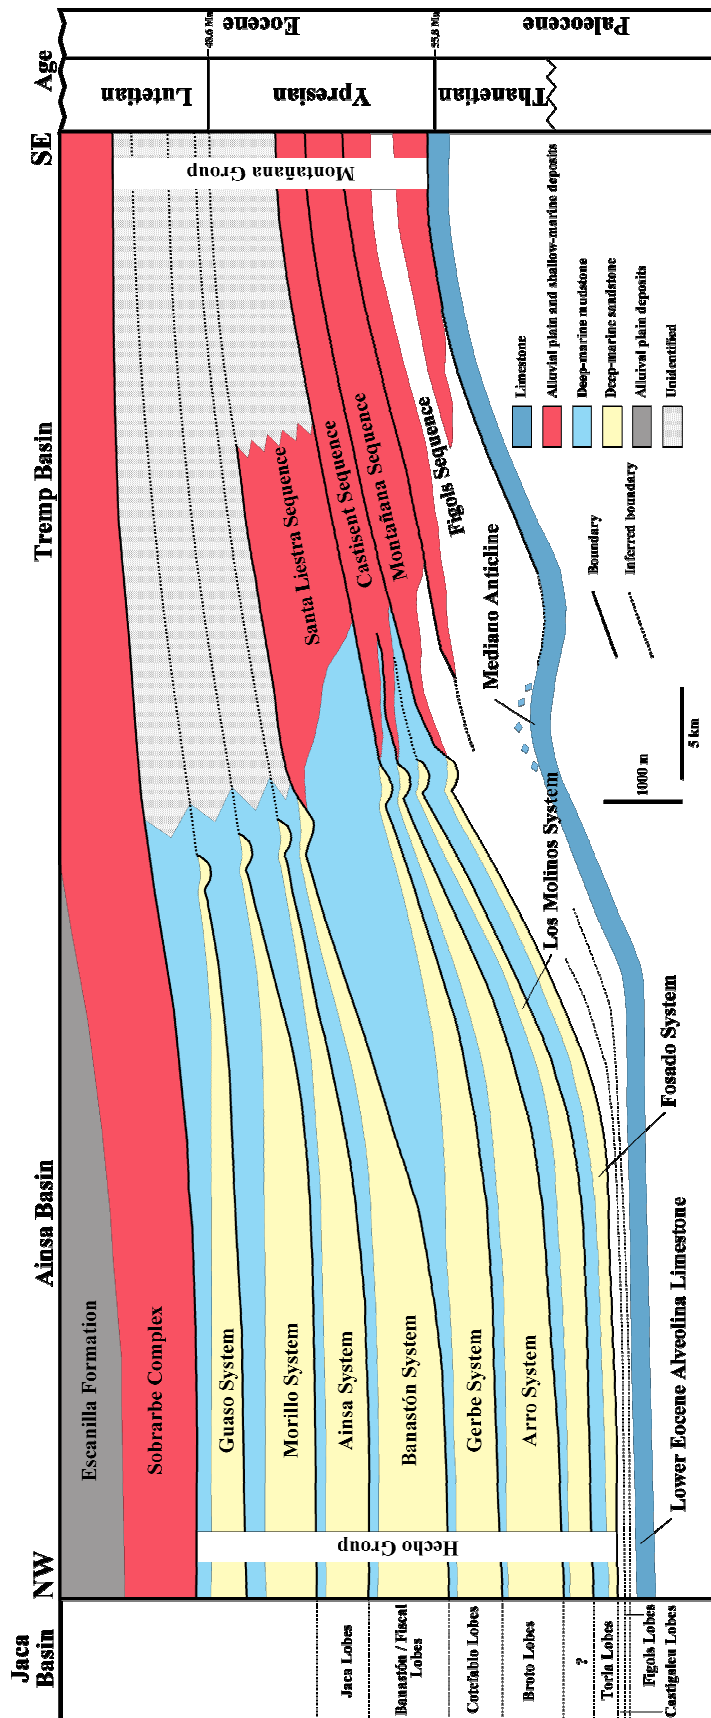 Jaca
Basin
NW
Ainsa Basin
Tremp Basin
SE
Age
Escanilla Formation
Sobrarbe Complex
Guaso System
Morillo System
Ainsa System
Banastón System
Gerbe System
Arro System
Hecho Group
Jaca Lobes
Banastón / Fiscal
Lobes
Cotefablo Lobes
Broto Lobes
?
Torla Lobes
Figols Lobes
Castigaleu Lobes
Lower Eocene Alveolina Limestone
Fosado System
Los Molinos System
Mediano Anticline
Santa Liestra Sequence
Castisent Sequence
Montañana Sequence
Figols Sequence
Montañana Group
Lutetian
Ypresian
Thanetian
Eocene
Paleocene
48,6 Ma
55,8 Ma
1000 m
5 km
Boundary
Inferred boundary
Limestone
Alluvial plain and shallow-marine deposits
Deep-marine mudstone
Deep-marine sandstone
Alluival plain deposits
Unidentified